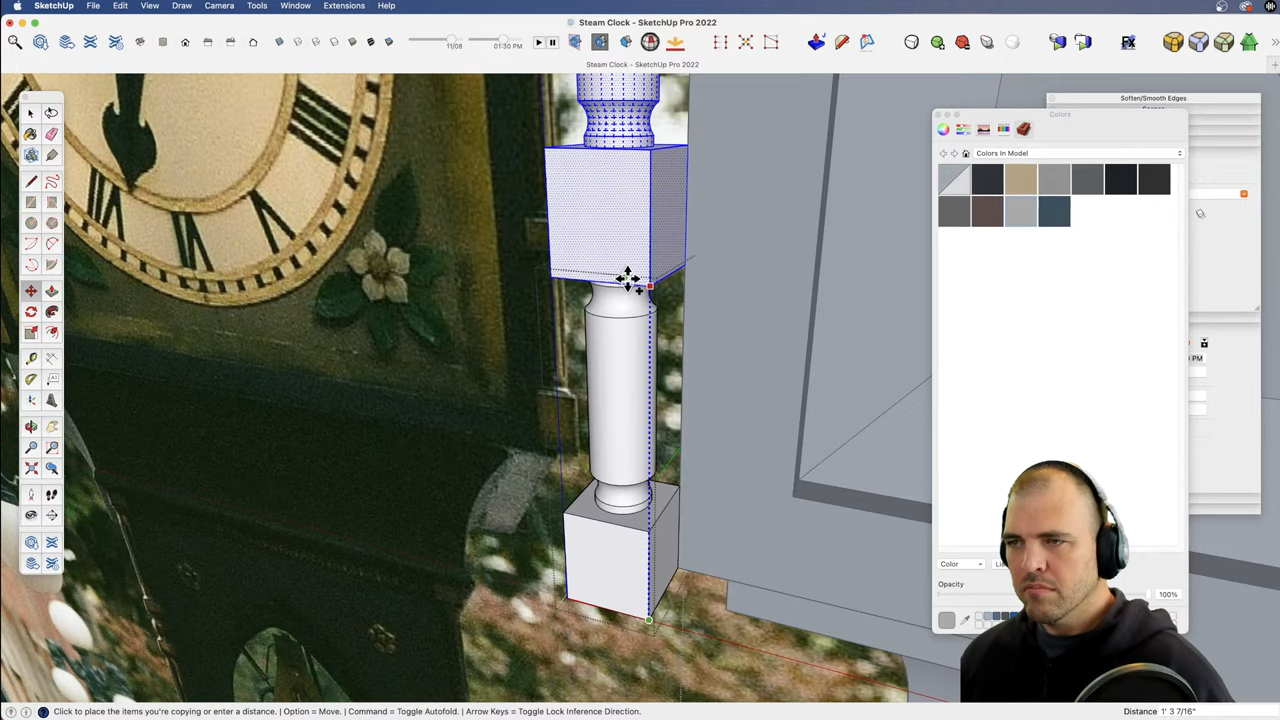 SketchUp File Edit View Draw Camera Tools Window Extensions Help
Steam Clock - SketchUp Pro 2022
11/08 01:30 PM
Steam Clock - SketchUp Pro 2022
Soften/Smooth Edges
Colors
Colors In Model
PM
Color
Opacity
100%
Click to place the items you're copying or enter a distance. | Option = Move. | Command = Toggle Autofold. | Arrow Keys = Toggle Lock Inference Direction.
Distance 1' 3 7/16"